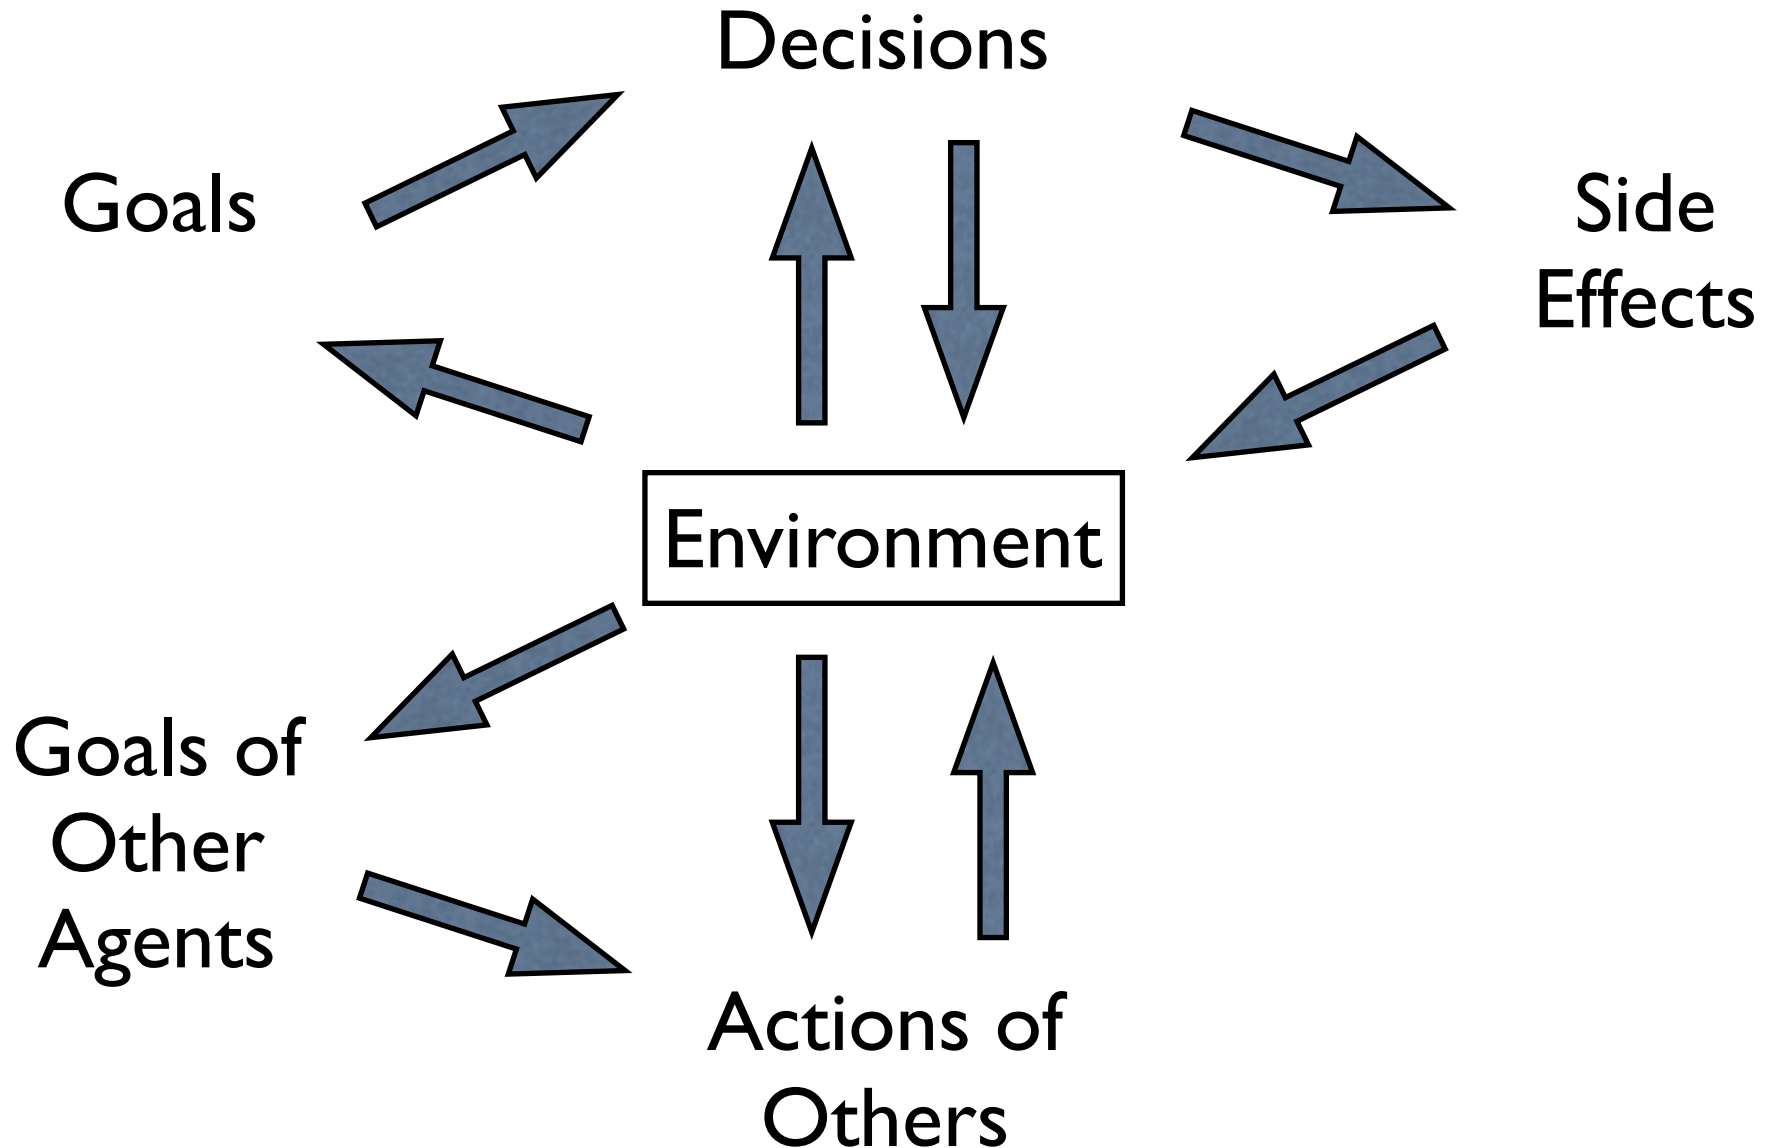 Decisions
Goals
Side
Effects
Environment
Goals of
Other
Agents
Actions of
Others